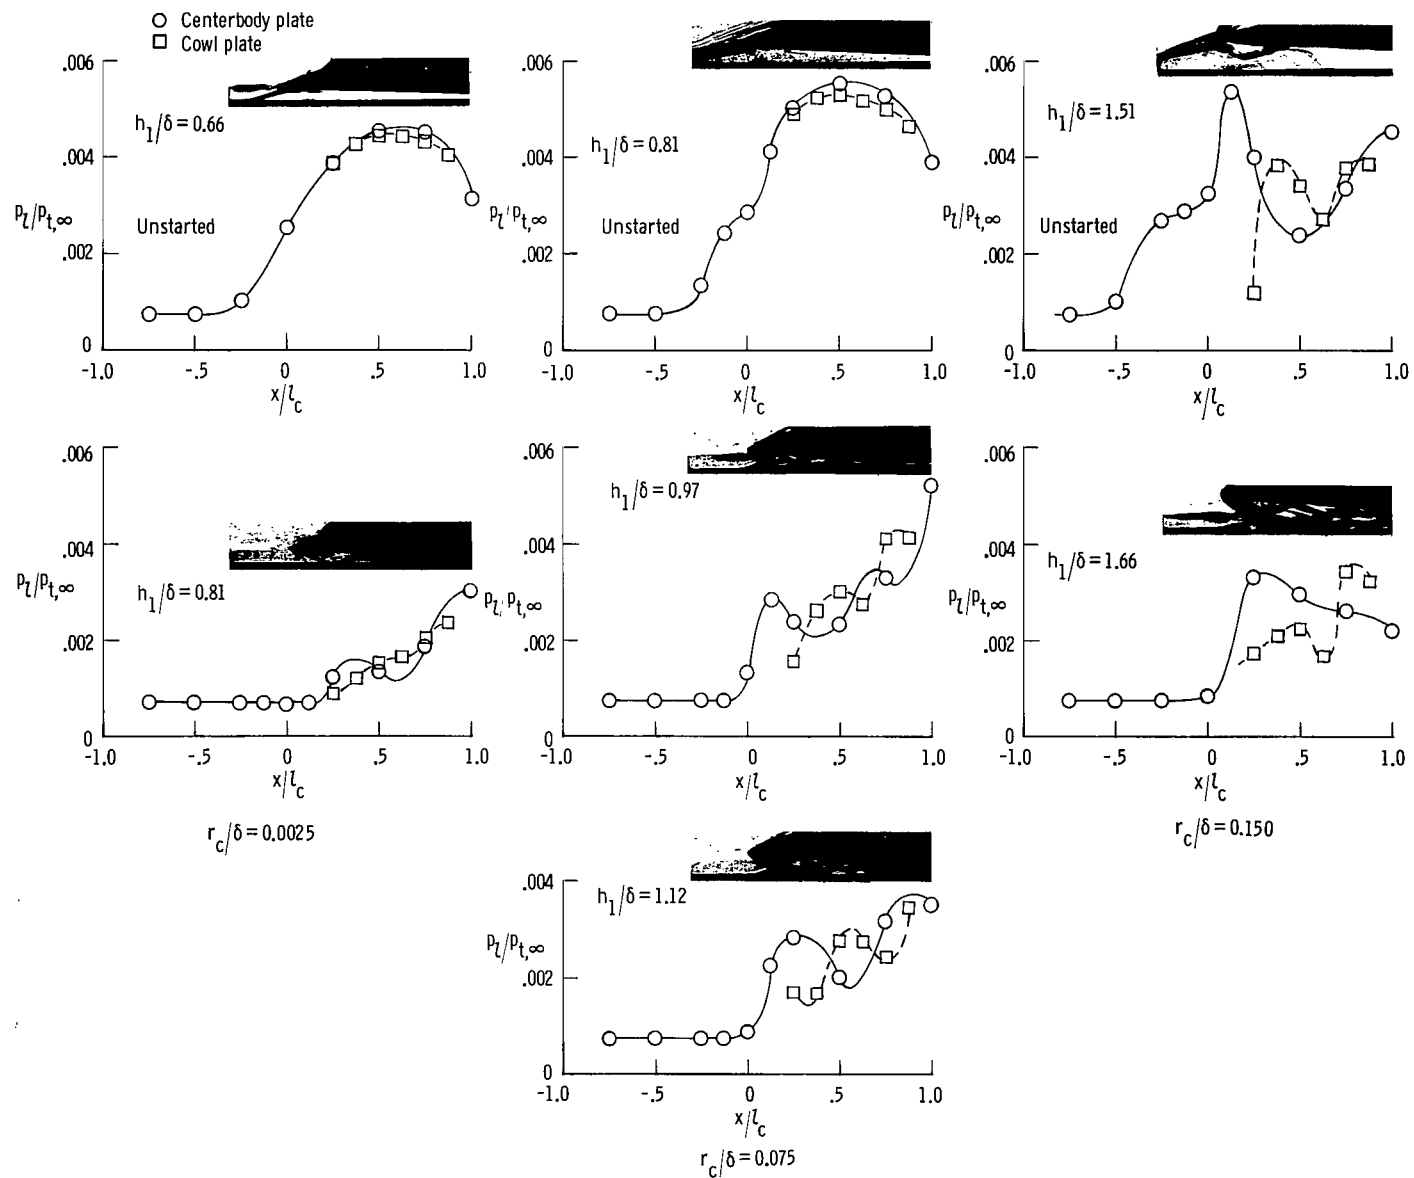 Centerbody plate
Cowl plate
.006
.004
.002
0
h1/δ = 0.66
pl/pt,∞
Unstarted
-1.0 -.5 0 .5 1.0
x/lc
.006
.004
.002
0
h1/δ = 0.81
pl/pt,∞
Unstarted
-1.0 -.5 0 .5 1.0
x/lc
.006
.004
.002
0
h1/δ = 1.51
pl/pt,∞
Unstarted
-1.0 -.5 0 .5 1.0
x/lc
.006
.004
.002
0
h1/δ = 0.81
pl/pt,∞
-1.0 -.5 0 .5 1.0
x/lc
rc/δ = 0.0025
.006
.004
.002
0
h1/δ = 0.97
pl/pt,∞
-1.0 -.5 0 .5 1.0
x/lc
.006
.004
.002
0
h1/δ = 1.66
pl/pt,∞
-1.0 -.5 0 .5 1.0
x/lc
rc/δ = 0.150
.004
.002
0
h1/δ = 1.12
pl/pt,∞
-1.0 -.5 0 .5 1.0
x/lc
rc/δ = 0.075